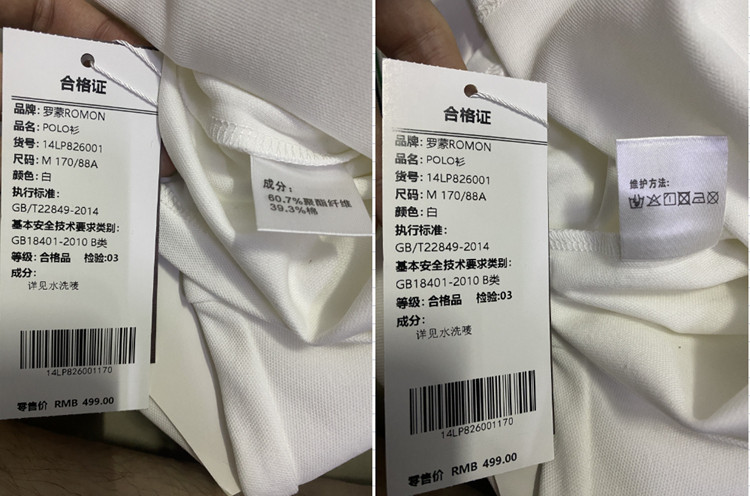 合格证
品牌: 罗蒙ROMON
品名: POLO衫
货号: 14LP826001
尺码: M 170/88A
颜色: 白
执行标准:
GB/T22849-2014
基本安全技术要求类别:
GB18401-2010 B类
等级: 合格品 检验:03
成分:
详见水洗唛
14LP826001170
零售价 RMB 499.00
成分:
60.7%聚酯纤维
39.3%棉
合格证
品牌: 罗蒙ROMON
品名: POLO衫
货号: 14LP826001
尺码: M 170/88A
颜色: 白
执行标准:
GB/T22849-2014
基本安全技术要求类别:
GB18401-2010 B类
等级: 合格品 检验:03
成分:
详见水洗唛
14LP826001170
零售价 RMB 499.00
维护方法: